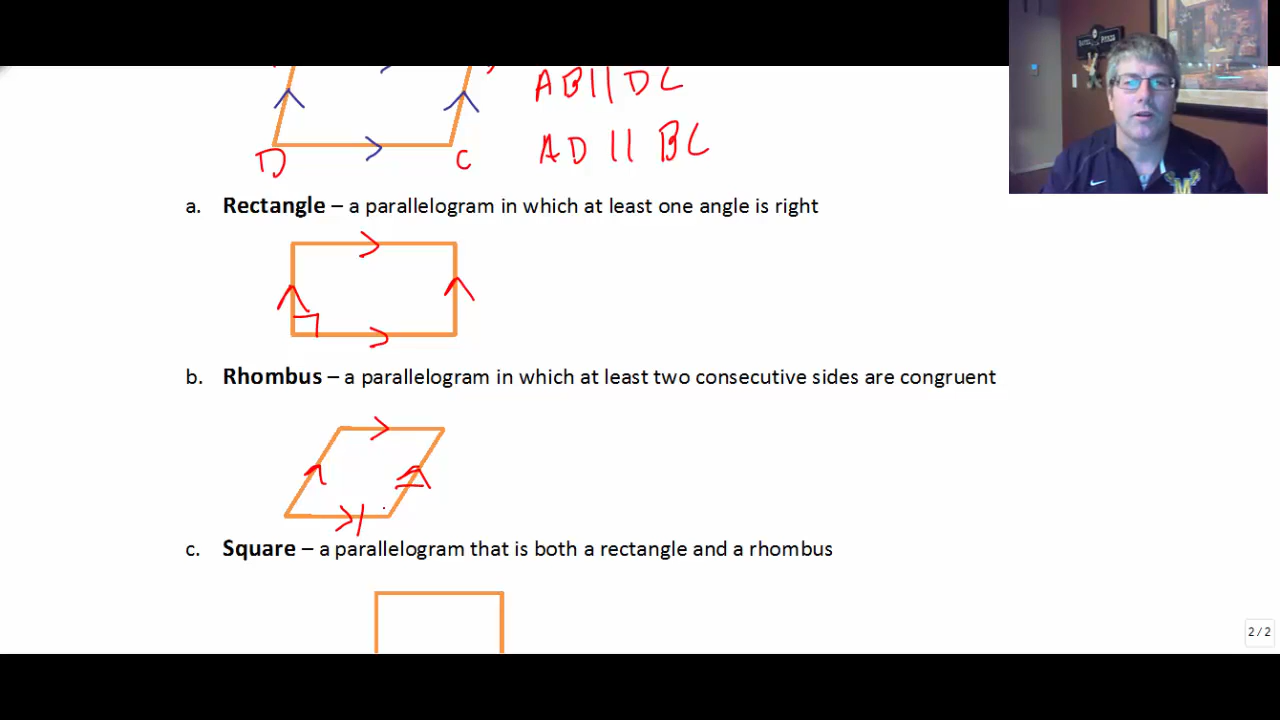 AB||DC
D C AD || BC
a. Rectangle – a parallelogram in which at least one angle is right
b. Rhombus – a parallelogram in which at least two consecutive sides are congruent
c. Square – a parallelogram that is both a rectangle and a rhombus
2/2